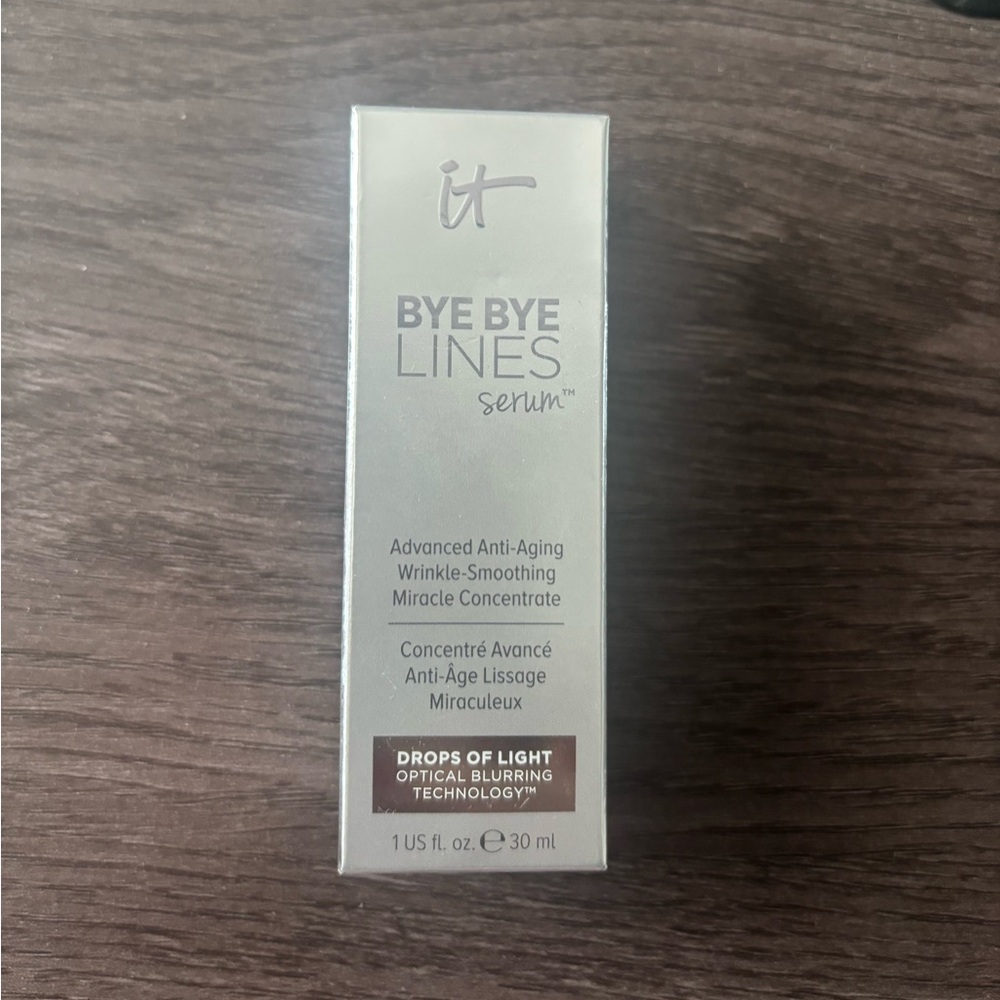 it
BYE BYE
LINES
serum™
Advanced Anti-Aging
Wrinkle-Smoothing
Miracle Concentrate
Concentré Avancé
Anti-Âge Lissage
Miraculeux
DROPS OF LIGHT
OPTICAL BLURRING
TECHNOLOGY™
1 US fl. oz. ℮ 30 ml